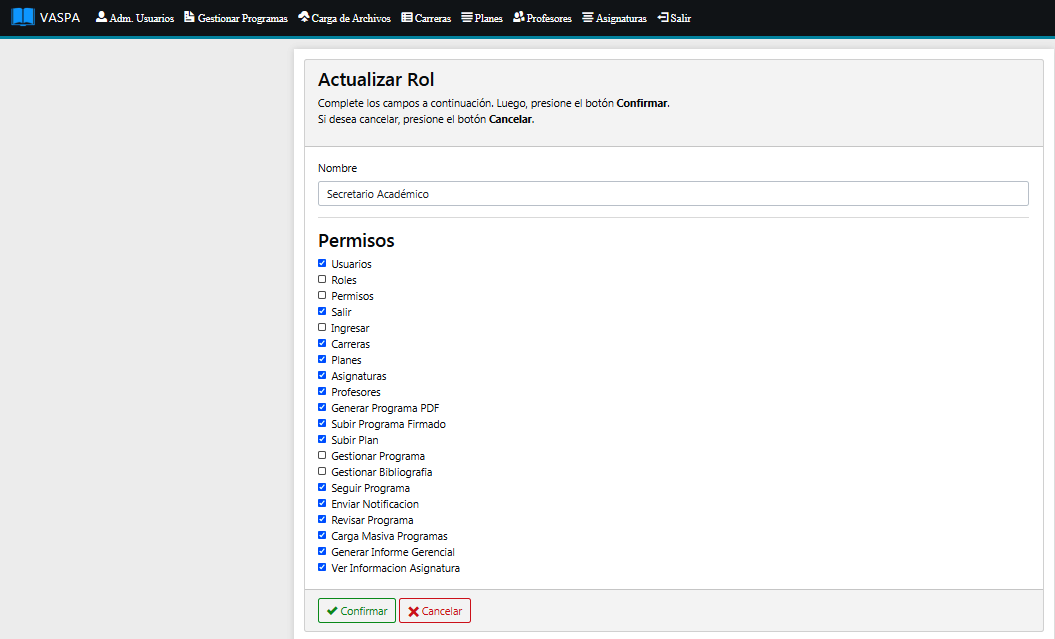 VASPA Adm. Usuarios Gestionar Programas Carga de Archivos Carreras Planes Profesores Asignaturas Salir
Actualizar Rol
Complete los campos a continuación. Luego, presione el botón Confirmar.
Si desea cancelar, presione el botón Cancelar.
Nombre
Secretario Académico
Permisos
Usuarios
Roles
Permisos
Salir
Ingresar
Carreras
Planes
Asignaturas
Profesores
Generar Programa PDF
Subir Programa Firmado
Subir Plan
Gestionar Programa
Gestionar Bibliografia
Seguir Programa
Enviar Notificacion
Revisar Programa
Carga Masiva Programas
Generar Informe Gerencial
Ver Informacion Asignatura
Confirmar Cancelar